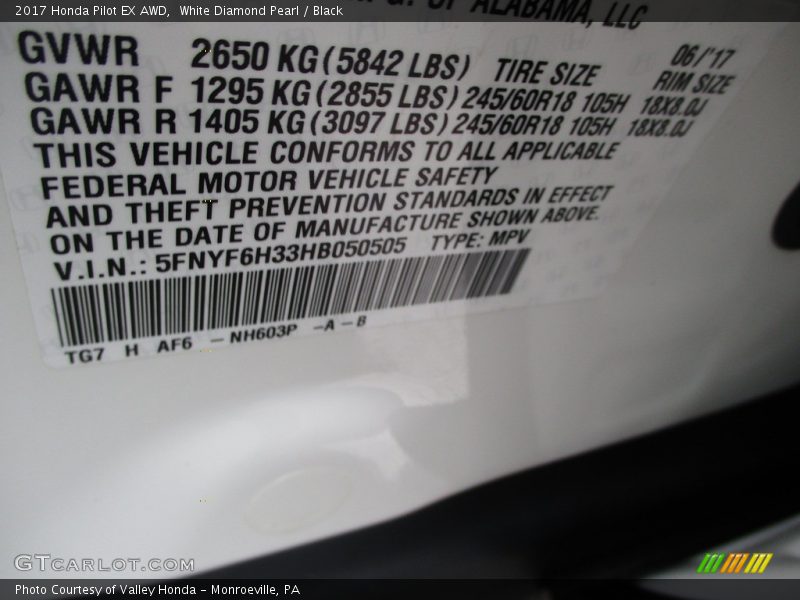 2017 Honda Pilot EX AWD, White Diamond Pearl / Black
OF ALABAMA, LLC
06/'17
GVWR 2650 KG (5842 LBS) TIRE SIZE RIM SIZE
GAWR F 1295 KG (2855 LBS) 245/60R18 105H 18X8.0J
GAWR R 1405 KG (3097 LBS) 245/60R18 105H 18X8.0J
THIS VEHICLE CONFORMS TO ALL APPLICABLE
FEDERAL MOTOR VEHICLE SAFETY
AND THEFT PREVENTION STANDARDS IN EFFECT
ON THE DATE OF MANUFACTURE SHOWN ABOVE.
V.I.N.: 5FNYF6H33HB050505 TYPE: MPV
TG7 H AF6 - NH603P -A-B
GTCARLOT.COM
Photo Courtesy of Valley Honda - Monroeville, PA